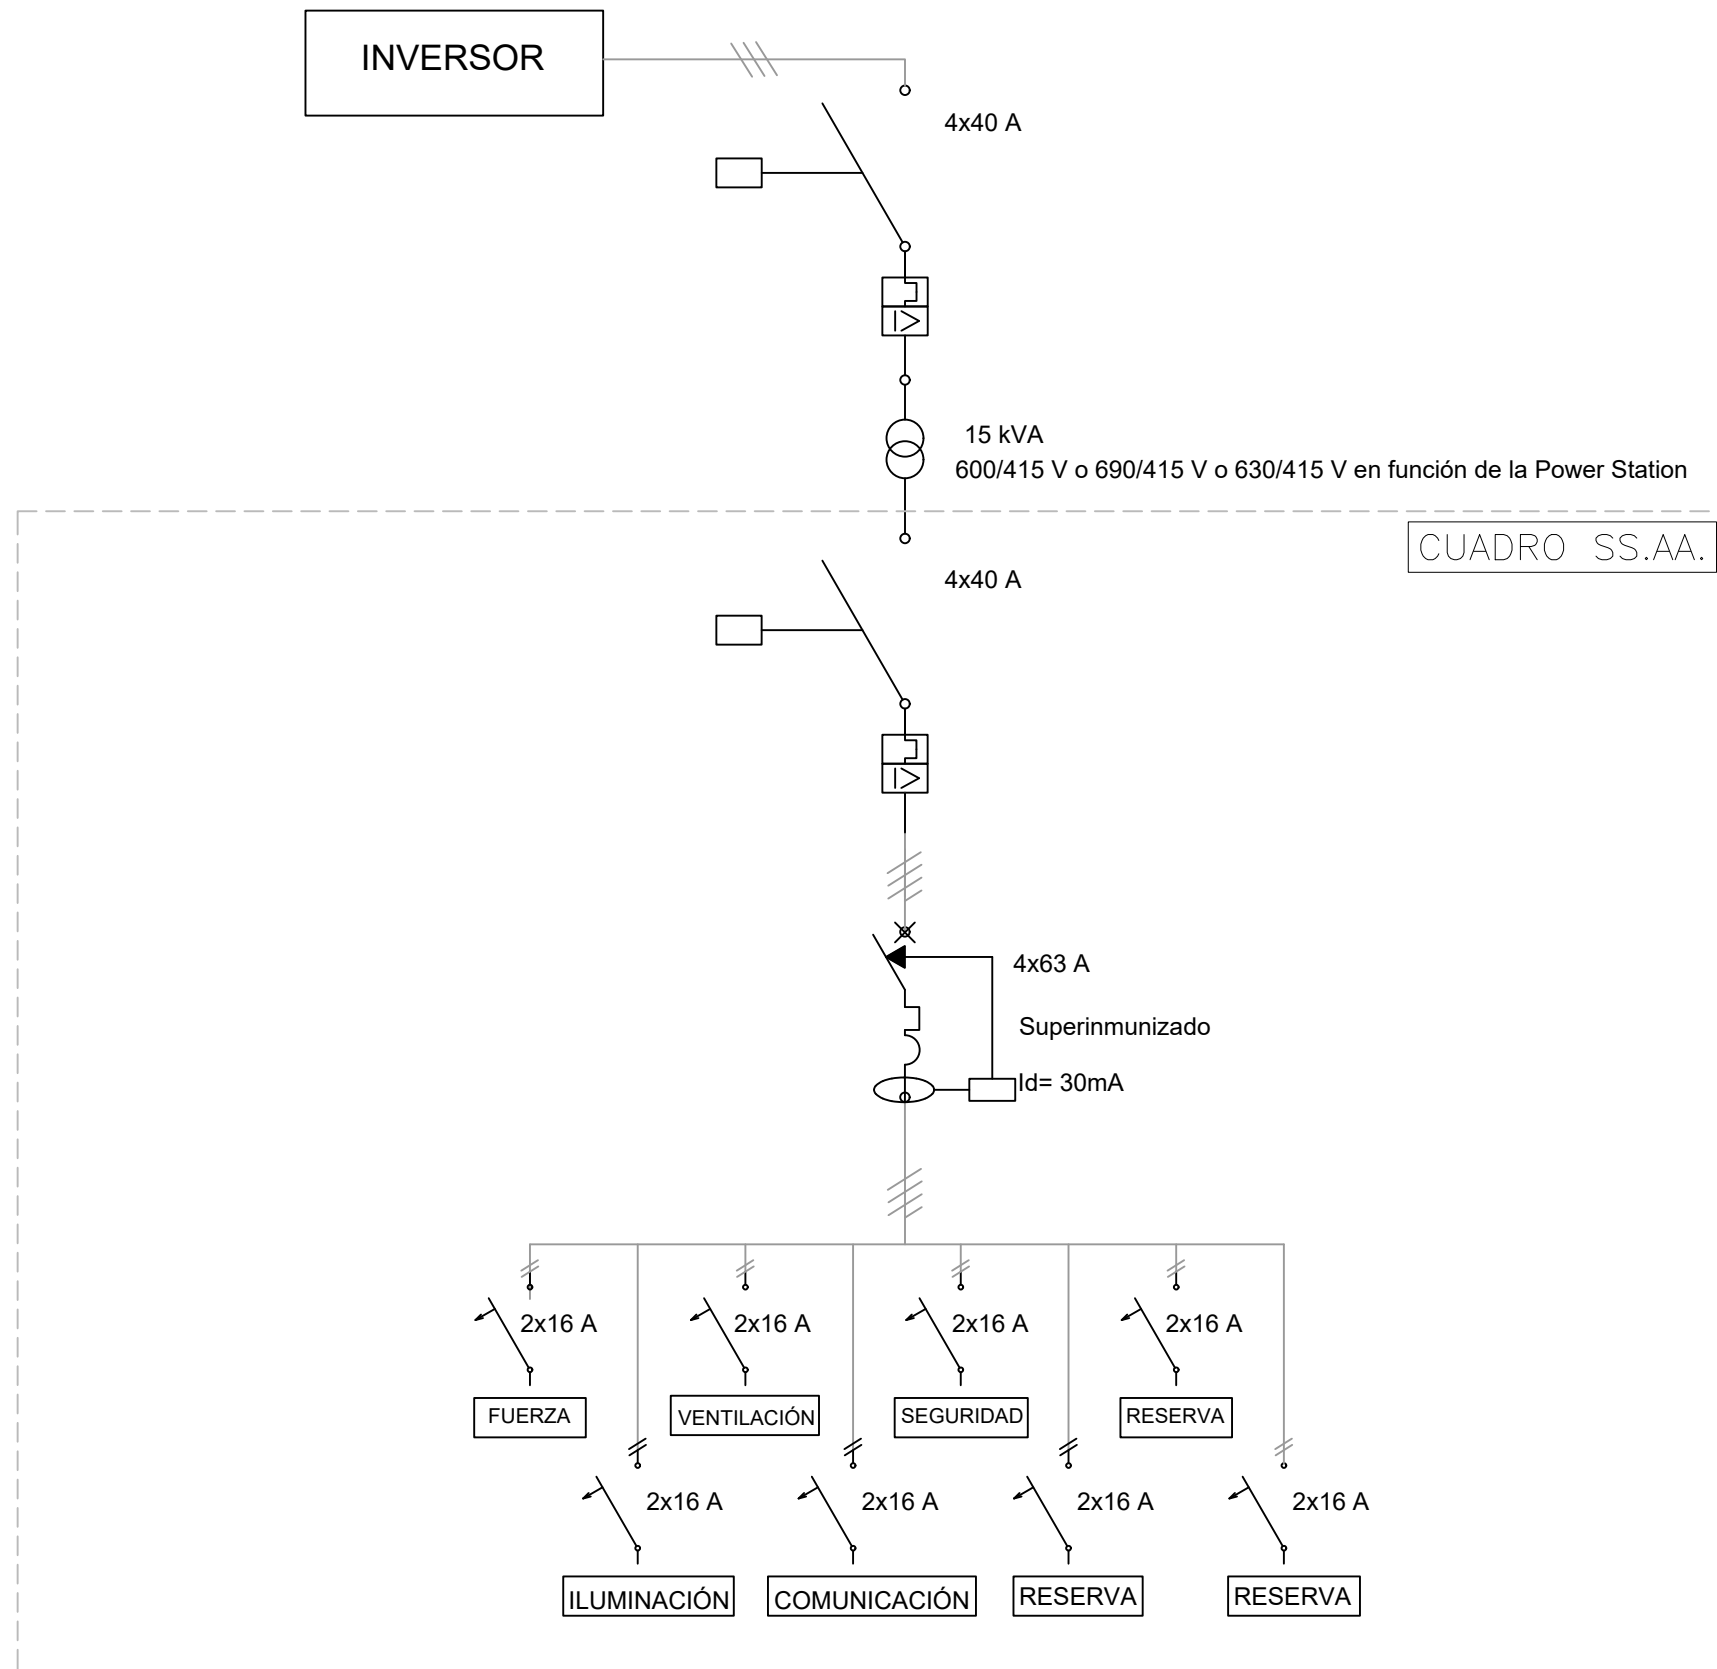 INVERSOR
4x40 A
15 kVA
600/415 V o 690/415 V o 630/415 V en función de la Power Station
CUADRO SS.AA.
4x40 A
4x63 A
Superinmunizado
Id= 30mA
2x16 A
2x16 A
2x16 A
2x16 A
FUERZA
VENTILACIÓN
SEGURIDAD
RESERVA
2x16 A
2x16 A
2x16 A
2x16 A
ILUMINACIÓN
COMUNICACIÓN
RESERVA
RESERVA